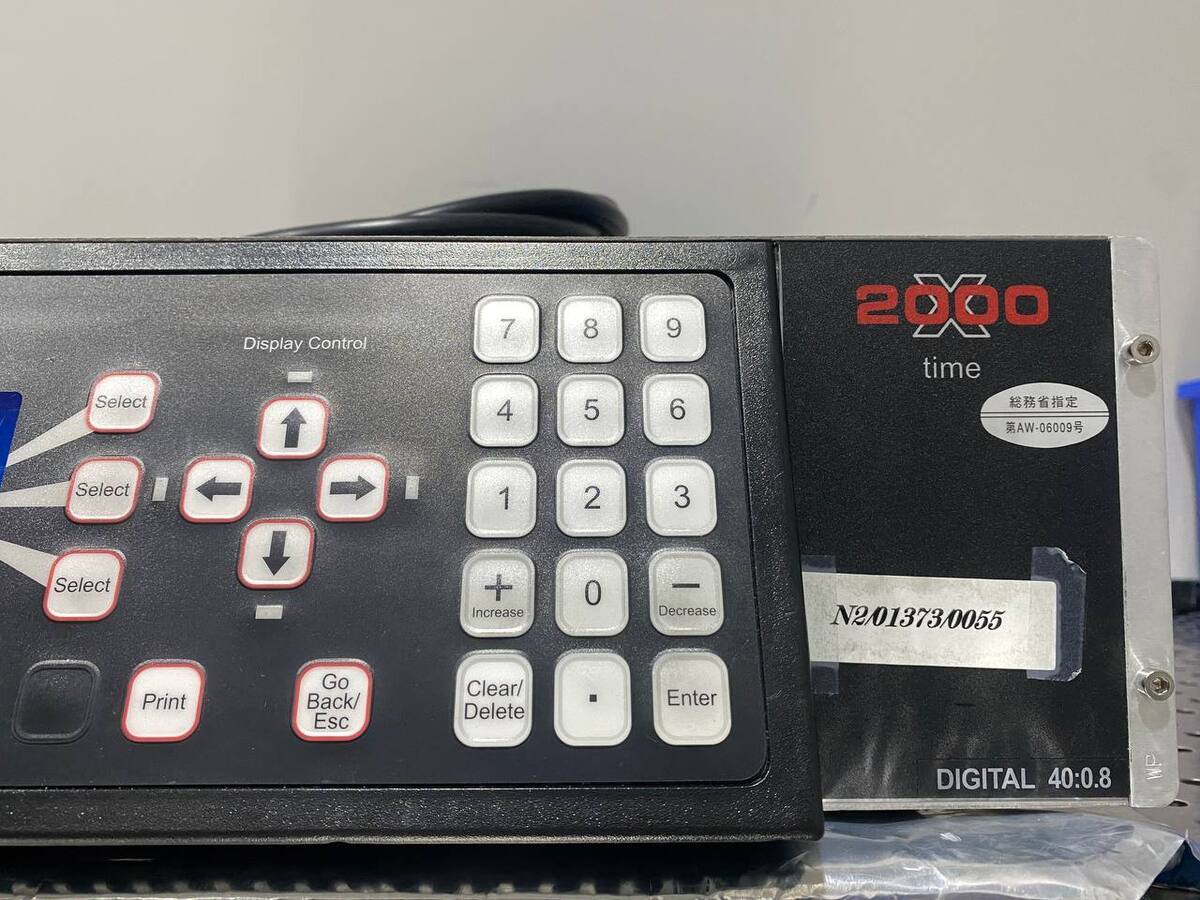 Display Control
Select
Select
Select
Print
Go
Back/
Esc
7 8 9
4 5 6
1 2 3
+ 0 −
Increase Decrease
Clear/
Delete
. Enter
X
2000
time
総務省指定
第AW-06009号
N2/01373/0055
DIGITAL 40:0.8
WP